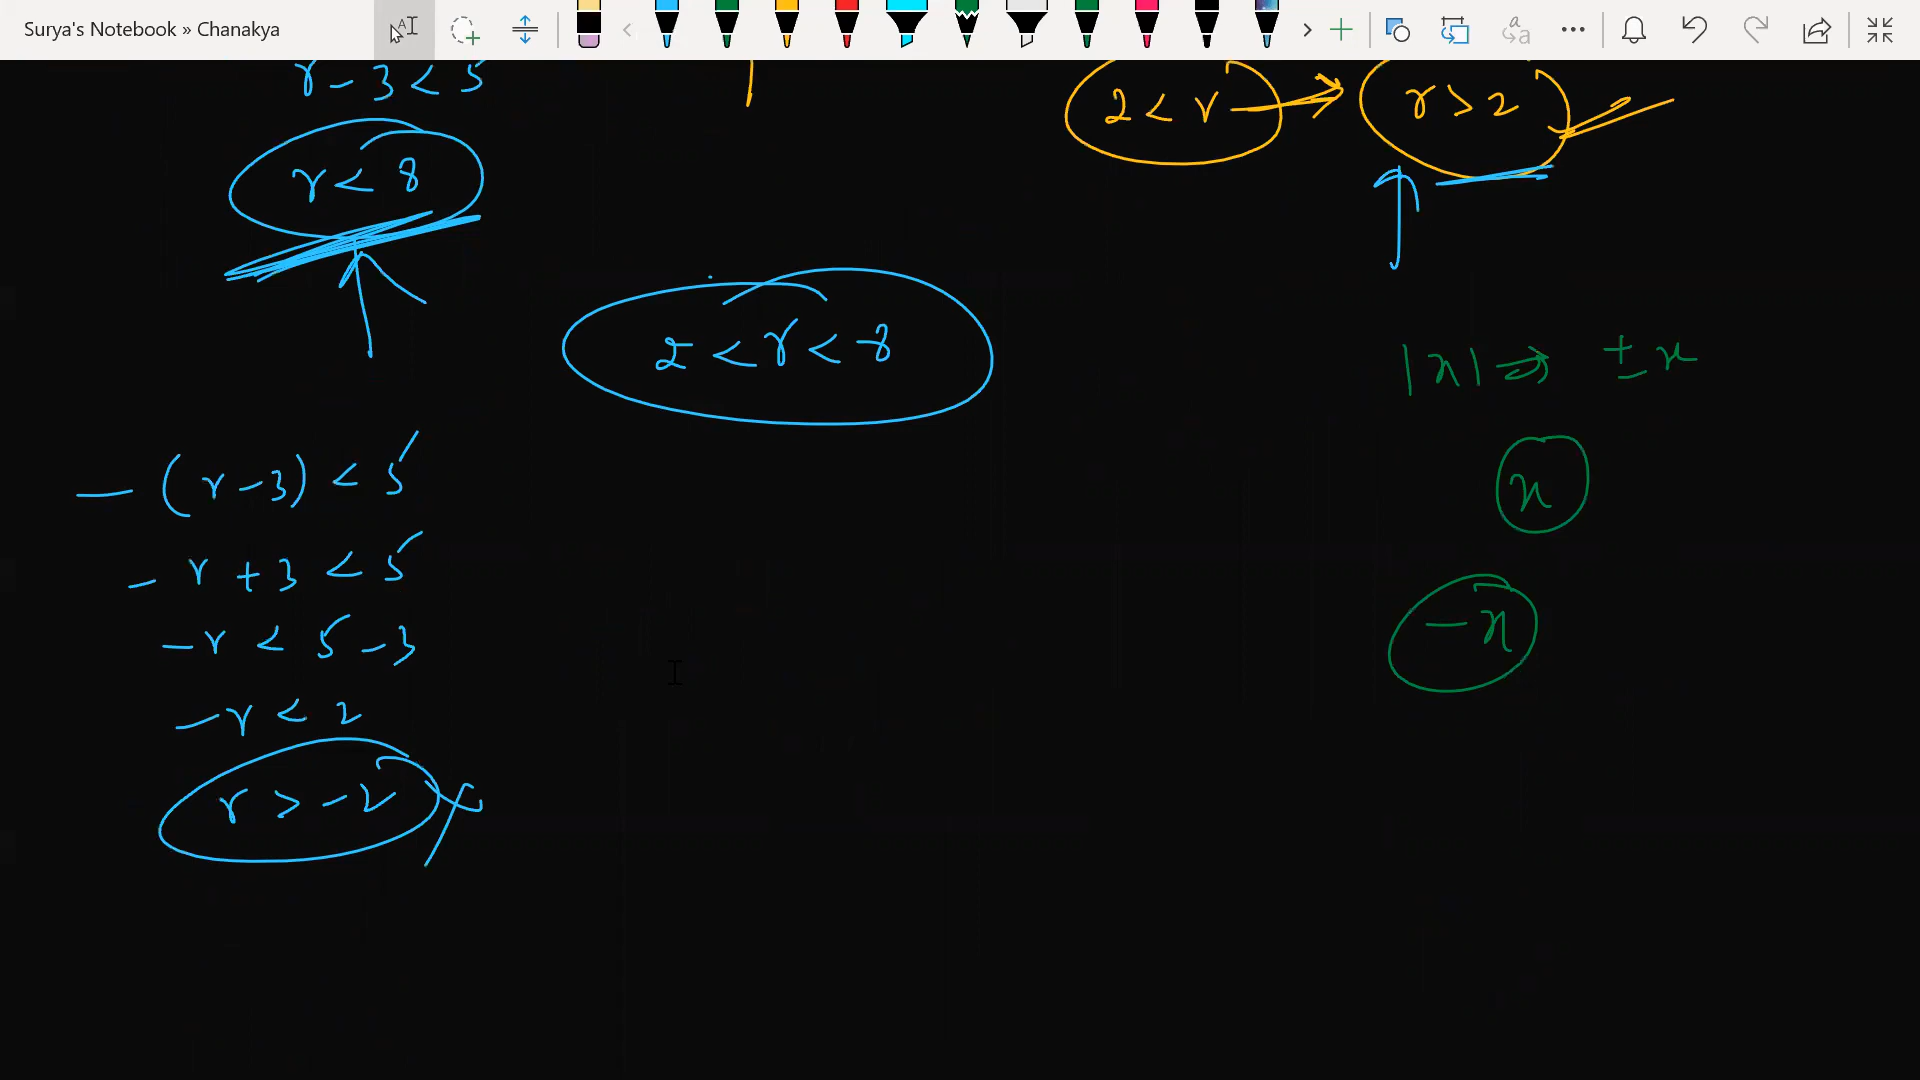 Surya's Notebook » Chanakya
r - 3 < 5
r < 8
2 < r
r > 2
2 < r < 8
|x| ⇒ ± x
x
- x
- (r - 3) < 5
- r + 3 < 5
- r < 5 - 3
- r < 2
r > - 2